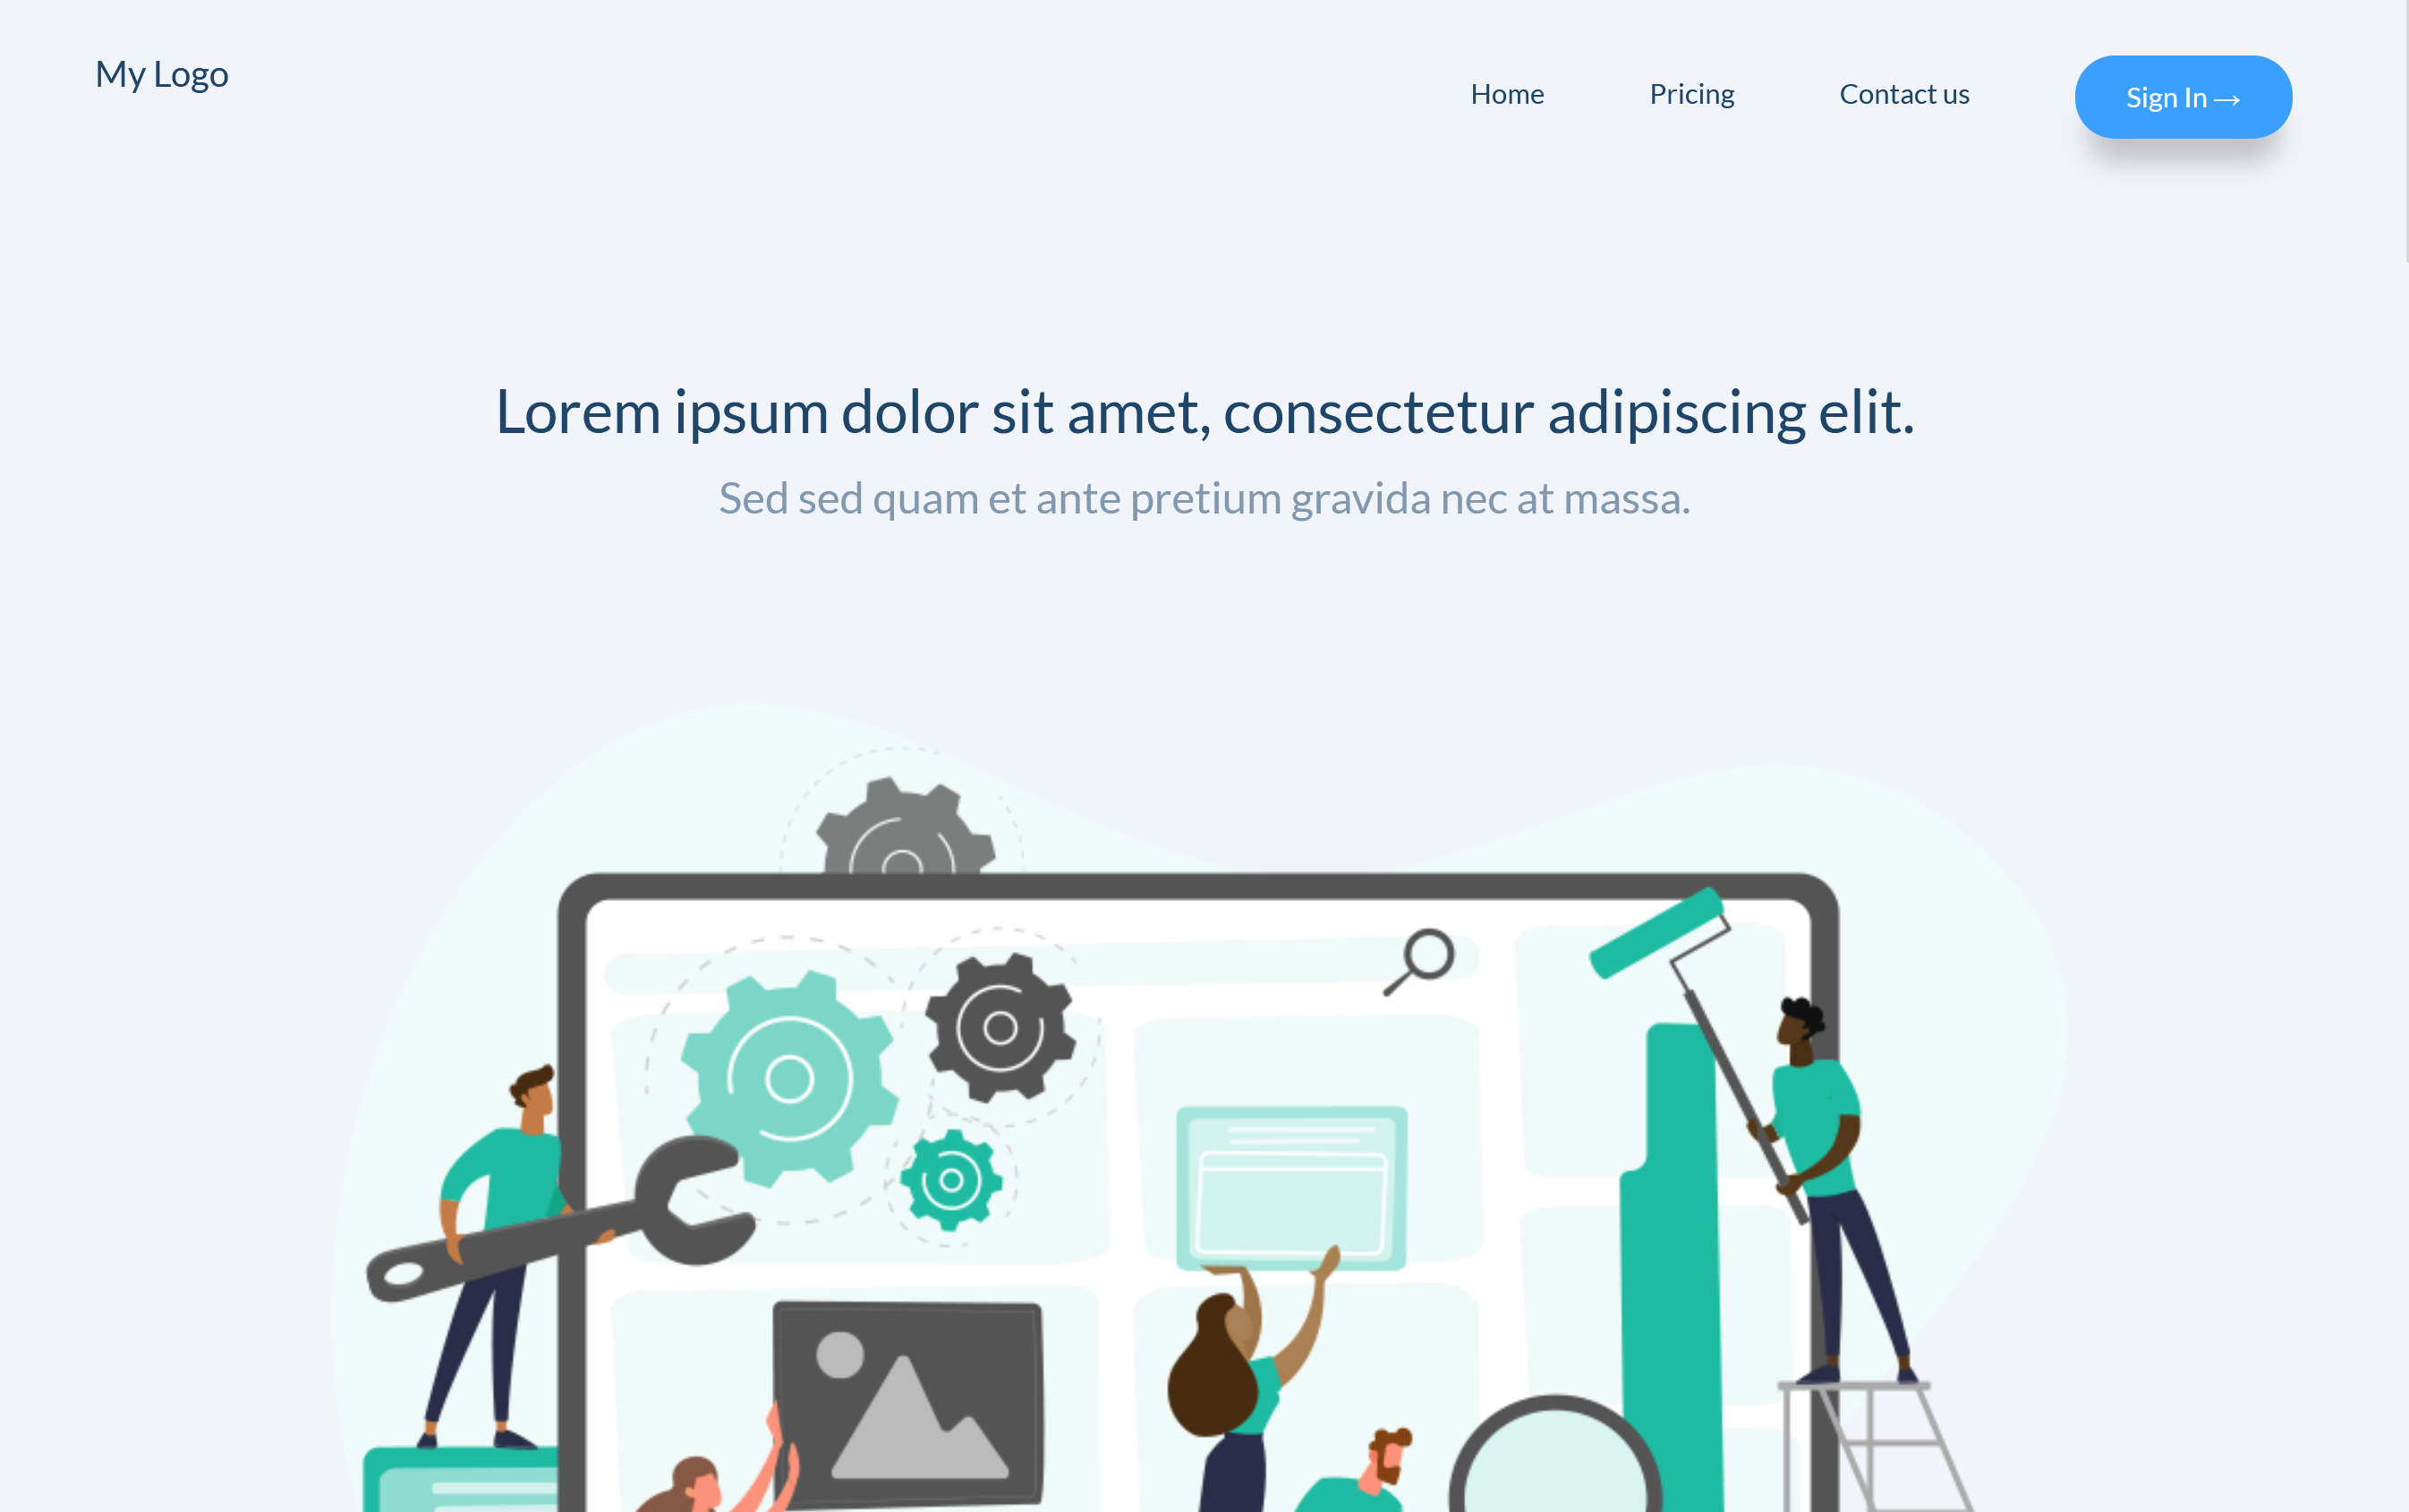 My Logo
Home
Pricing
Contact us
Sign In →
Lorem ipsum dolor sit amet, consectetur adipiscing elit.
Sed sed quam et ante pretium gravida nec at massa.